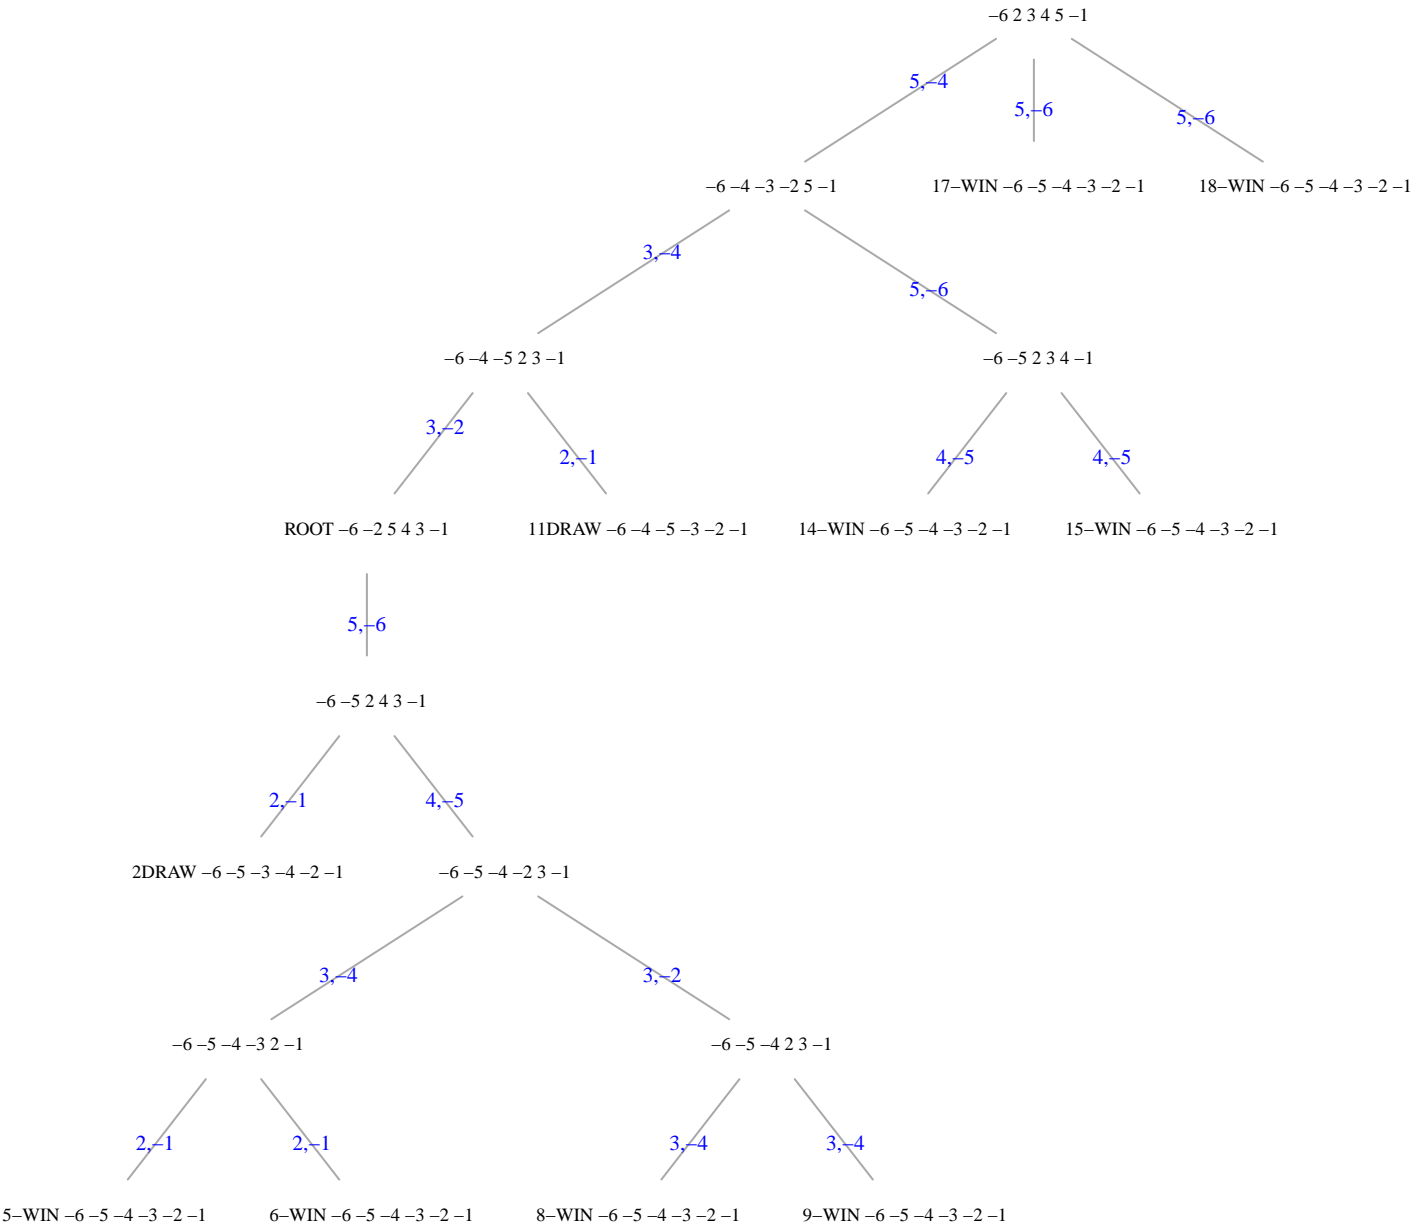 –6 2 3 4 5 –1
5,–4
5,–6
5,–6
–6 –4 –3 –2 5 –1
17–WIN –6 –5 –4 –3 –2 –1
18–WIN –6 –5 –4 –3 –2 –1
3,–4
5,–6
–6 –4 –5 2 3 –1
–6 –5 2 3 4 –1
3,–2
2,–1
4,–5
4,–5
ROOT –6 –2 5 4 3 –1
11DRAW –6 –4 –5 –3 –2 –1
14–WIN –6 –5 –4 –3 –2 –1
15–WIN –6 –5 –4 –3 –2 –1
5,–6
–6 –5 2 4 3 –1
2,–1
4,–5
2DRAW –6 –5 –3 –4 –2 –1
–6 –5 –4 –2 3 –1
3,–4
3,–2
–6 –5 –4 –3 2 –1
–6 –5 –4 2 3 –1
2,–1
2,–1
3,–4
3,–4
5–WIN –6 –5 –4 –3 –2 –1
6–WIN –6 –5 –4 –3 –2 –1
8–WIN –6 –5 –4 –3 –2 –1
9–WIN –6 –5 –4 –3 –2 –1